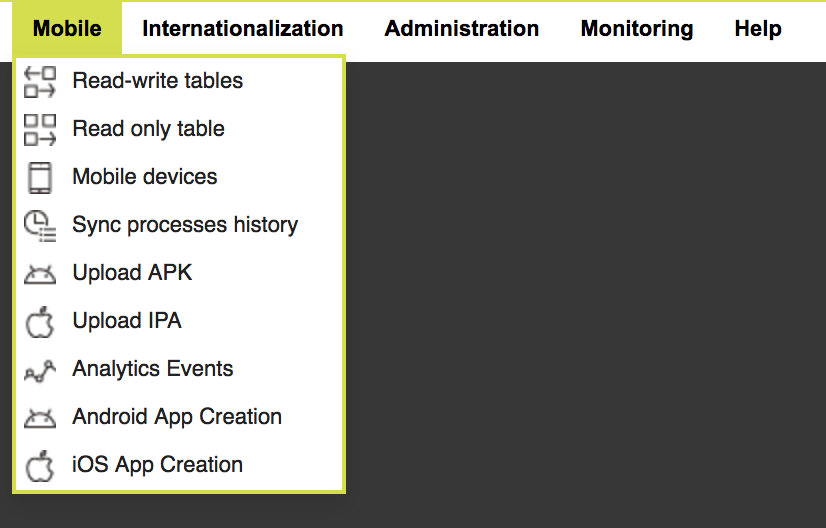 Mobile Internationalization Administration Monitoring Help
Read-write tables
Read only table
Mobile devices
Sync processes history
Upload APK
Upload IPA
Analytics Events
Android App Creation
iOS App Creation